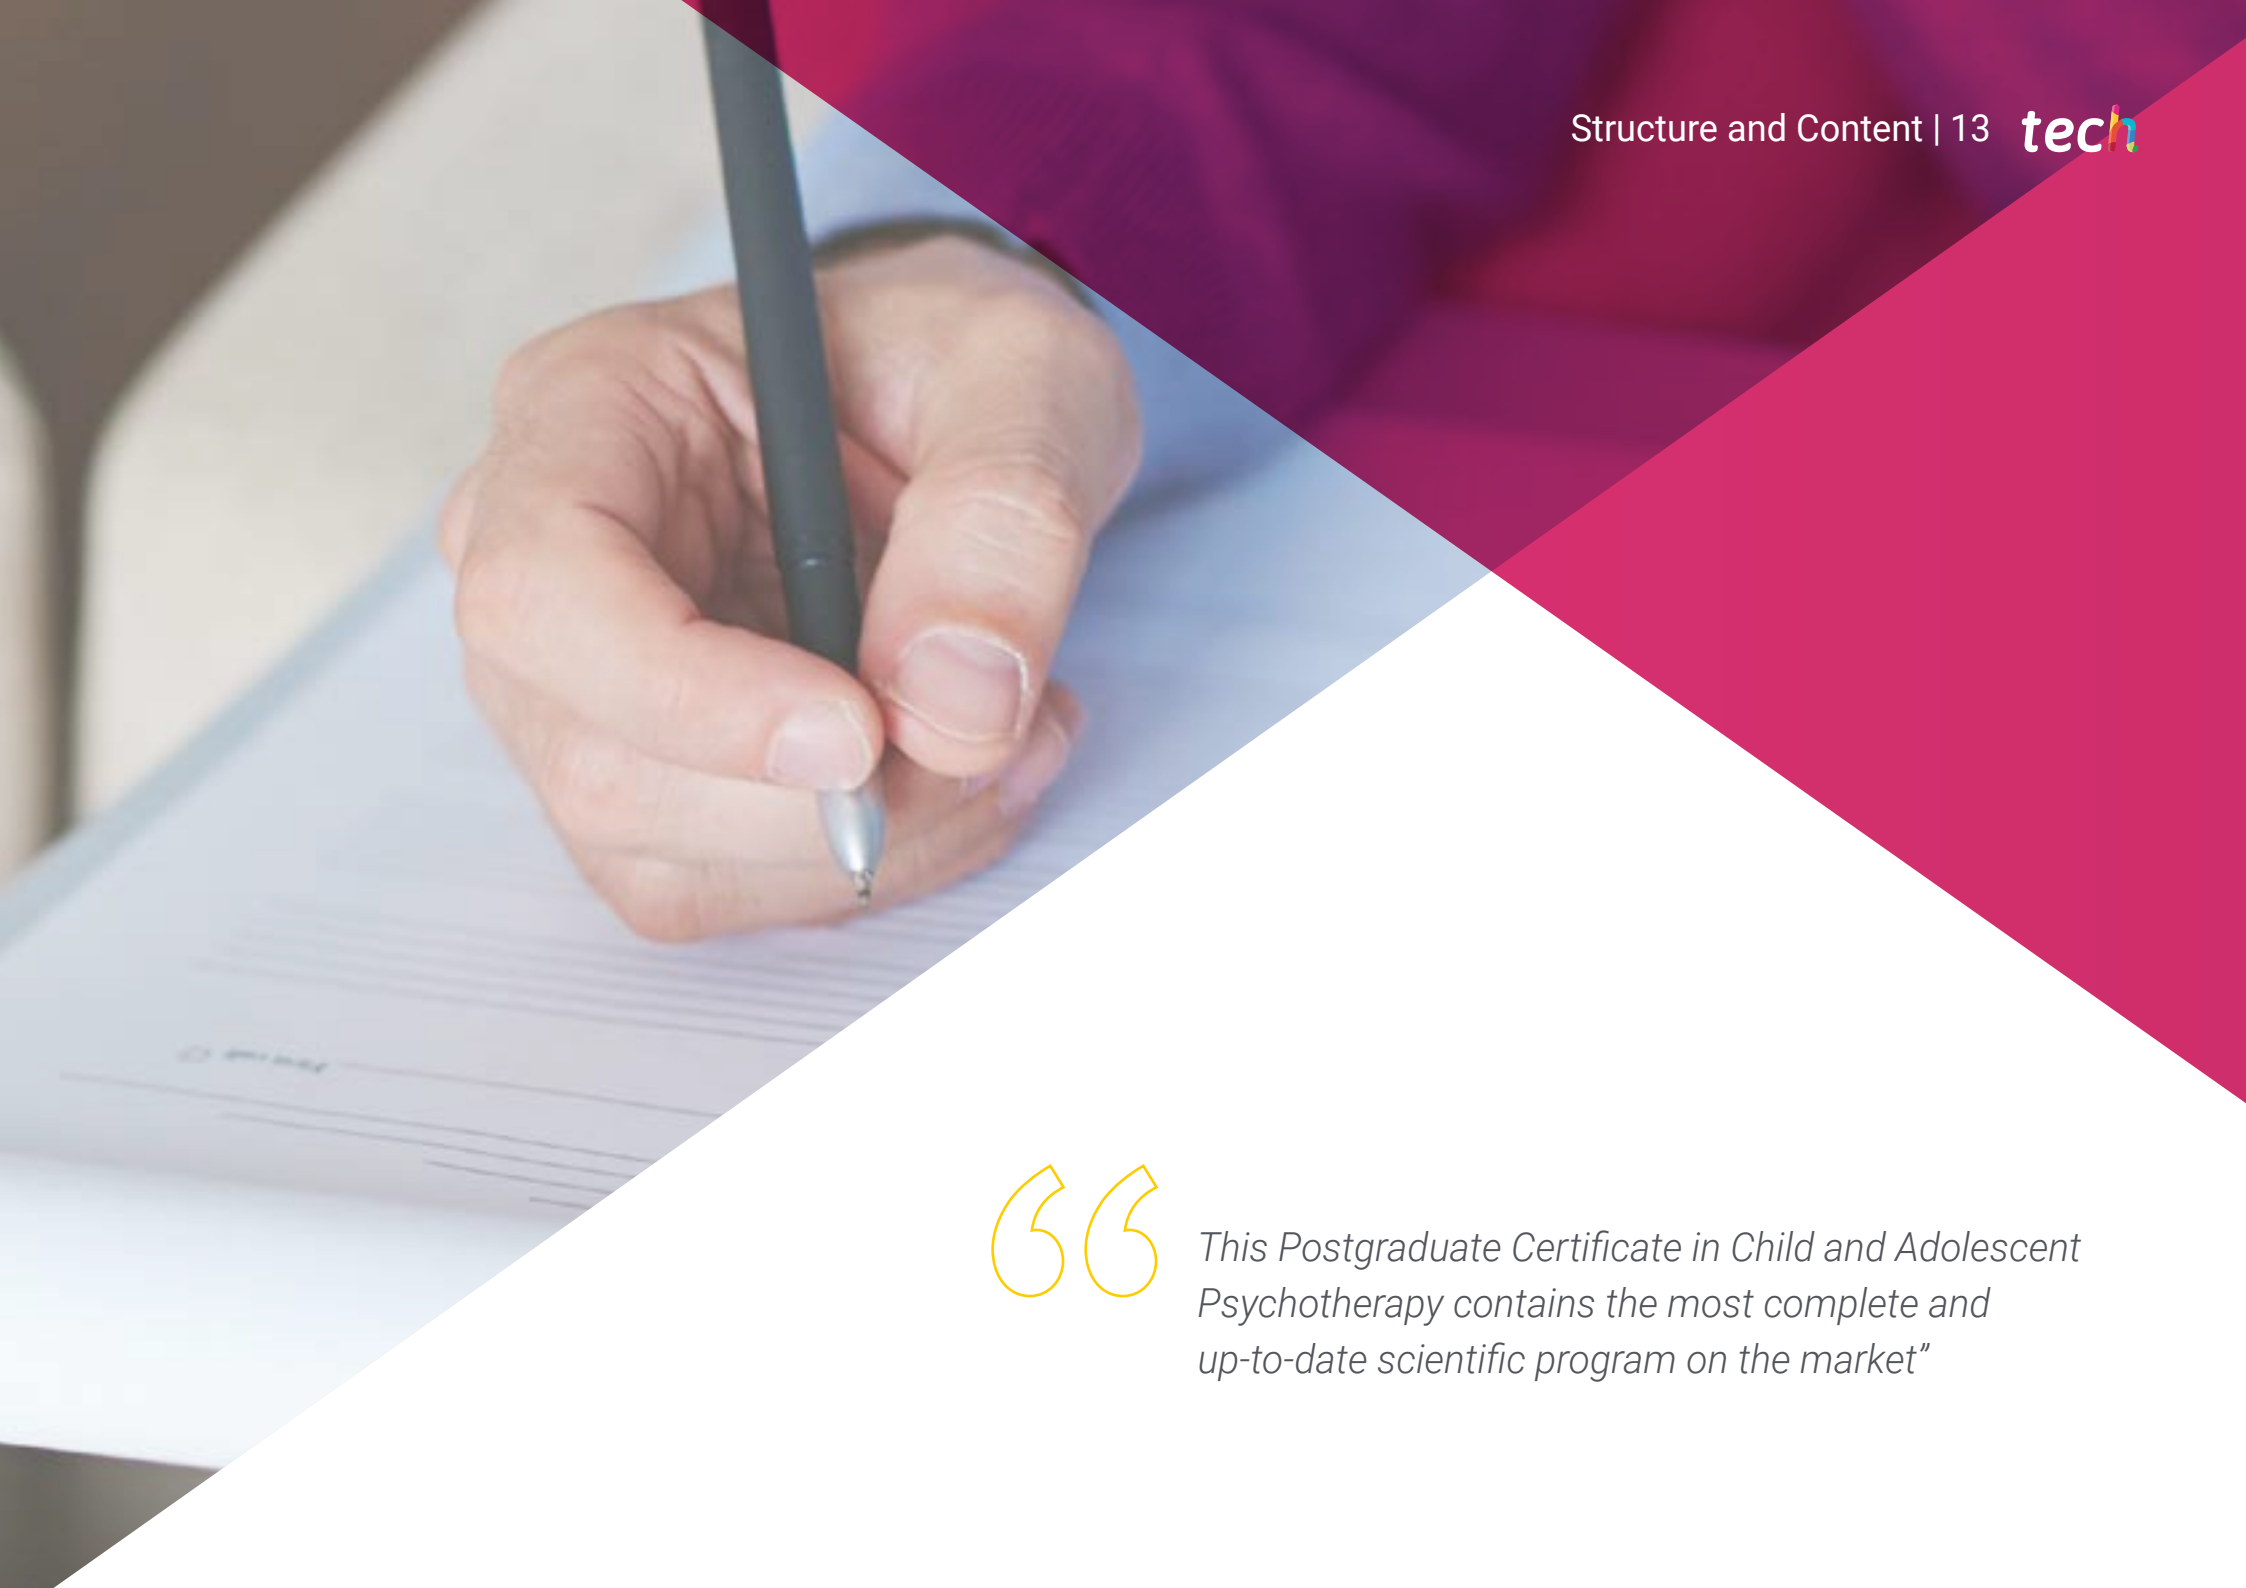 Structure and Content | 13 tech
“
This Postgraduate Certificate in Child and Adolescent
Psychotherapy contains the most complete and
up-to-date scientific program on the market”